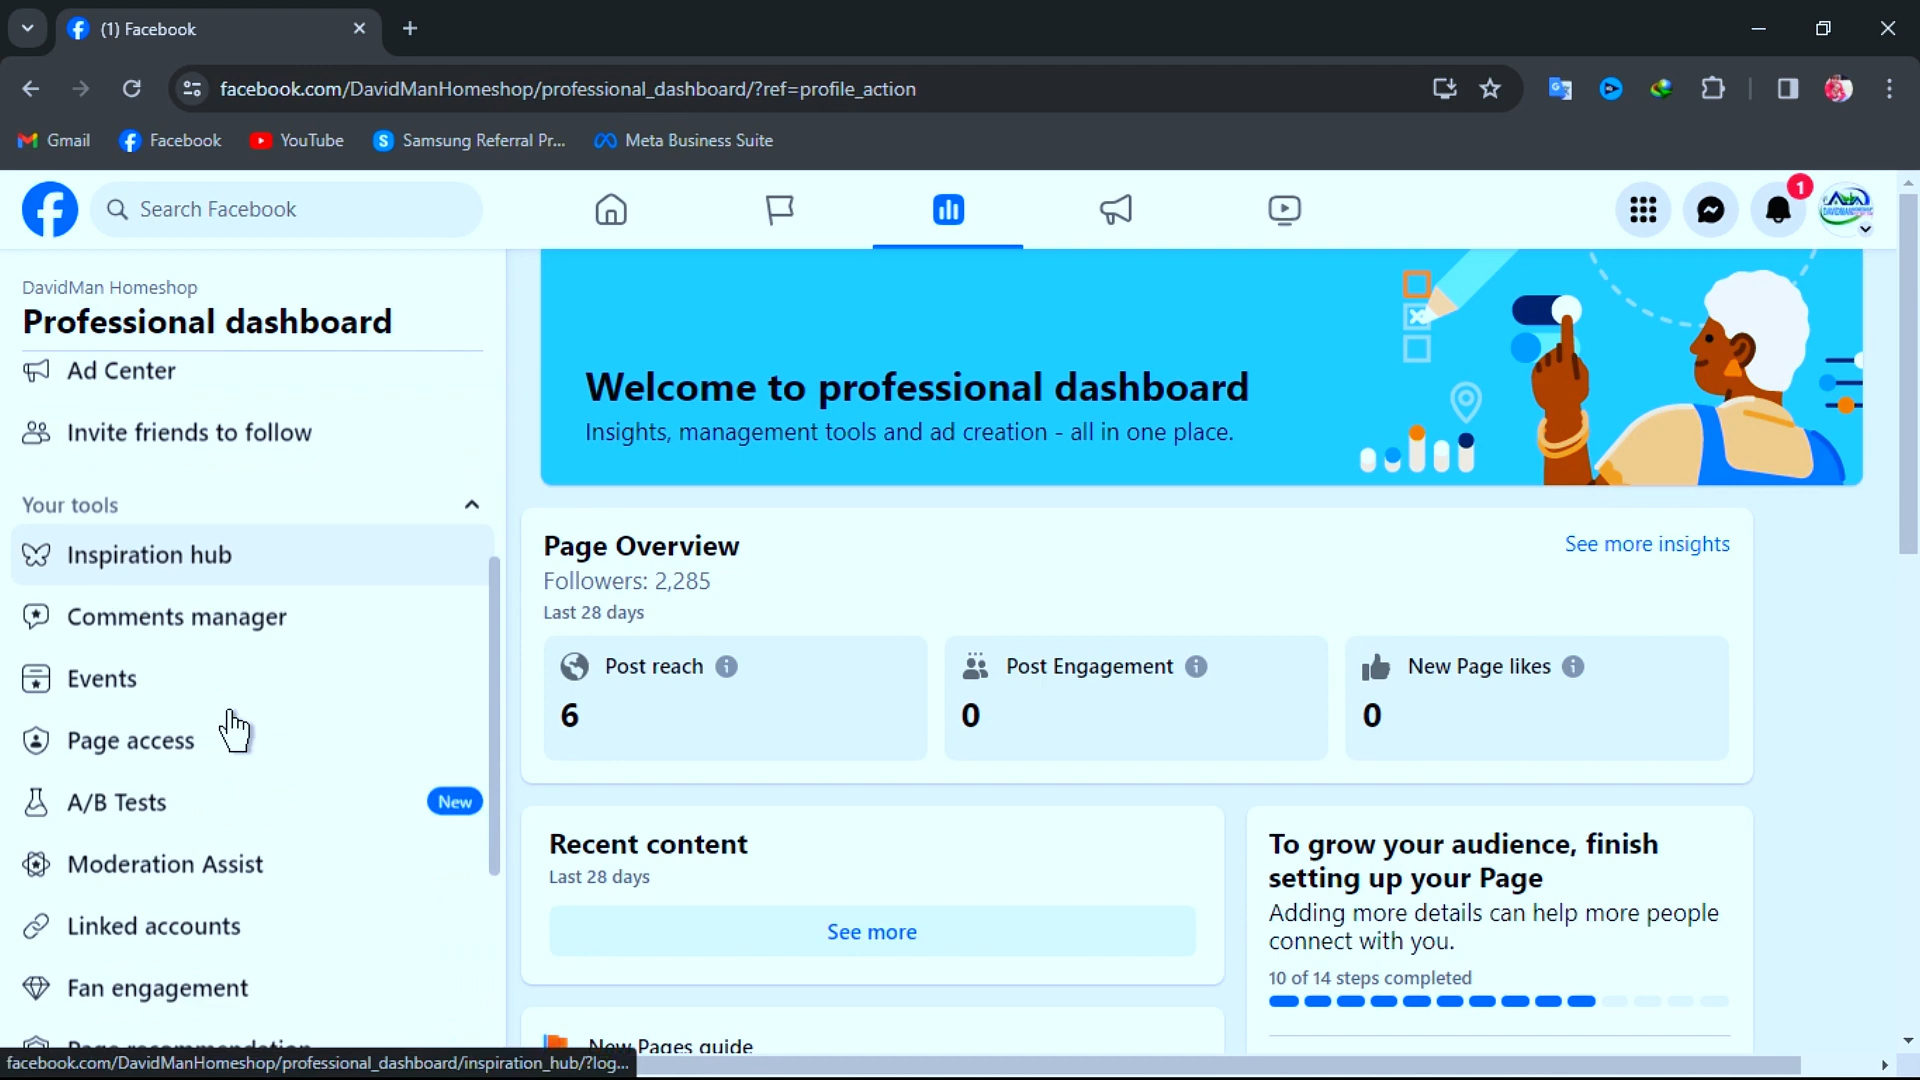 (1) Facebook
facebook.com/DavidManHomeshop/professional_dashboard/?ref=profile_action
Gmail
Facebook
YouTube
Samsung Referral Pr...
Meta Business Suite
Search Facebook
1
DavidMan Homeshop
Professional dashboard
Ad Center
Invite friends to follow
Your tools
Inspiration hub
Comments manager
Events
Page access
A/B Tests
New
Moderation Assist
Linked accounts
Fan engagement
Page recommendation
facebook.com/DavidManHomeshop/professional_dashboard/inspiration_hub/?log...
Welcome to professional dashboard
Insights, management tools and ad creation - all in one place.
Page Overview
See more insights
Followers: 2,285
Last 28 days
Post reach
6
Post Engagement
0
New Page likes
0
Recent content
Last 28 days
See more
New Pages guide
To grow your audience, finish
setting up your Page
Adding more details can help more people
connect with you.
10 of 14 steps completed